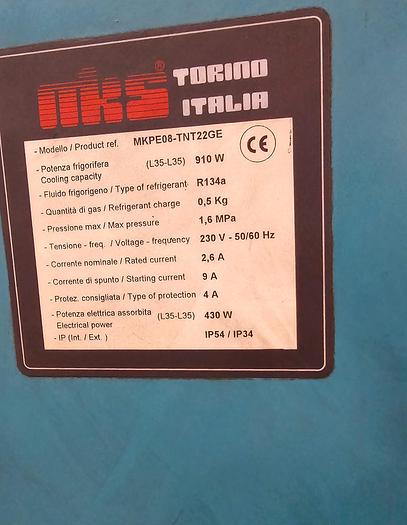 mks® TORINO
ITALIA
- Modello / Product ref. MKPE08-TNT22GE
CE
- Potenza frigorifera (L35-L35) 910 W
Cooling capacity
- Fluido frigorigeno / Type of refrigerant R134a
- Quantità di gas / Refrigerant charge 0,5 Kg
- Pressione max / Max pressure 1,6 MPa
- Tensione - freq. / Voltage - frequency 230 V - 50/60 Hz
- Corrente nominale / Rated current 2,6 A
- Corrente di spunto / Starting current 9 A
- Protez. consigliata / Type of protection 4 A
- Potenza elettrica assorbita (L35-L35) 430 W
Electrical power
- IP (Int. / Ext. ) IP54 / IP34